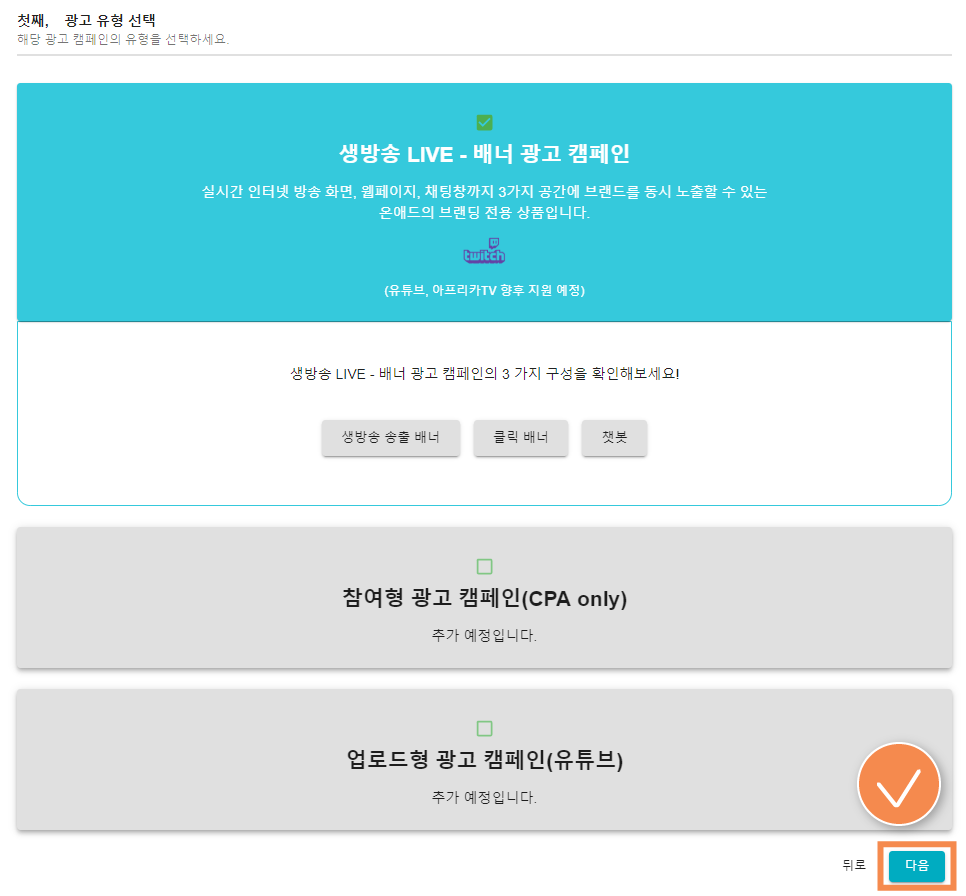 첫째, 광고 유형 선택
해당 광고 캠페인의 유형을 선택하세요.
생방송 LIVE - 배너 광고 캠페인
실시간 인터넷 방송 화면, 웹페이지, 채팅창까지 3가지 공간에 브랜드를 동시 노출할 수 있는
온애드의 브랜딩 전용 상품입니다.
twitch
(유튜브, 아프리카TV 향후 지원 예정)
생방송 LIVE - 배너 광고 캠페인의 3 가지 구성을 확인해보세요!
생방송 송출 배너 클릭 배너 챗봇
참여형 광고 캠페인(CPA only)
추가 예정입니다.
업로드형 광고 캠페인(유튜브)
추가 예정입니다.
뒤로 다음